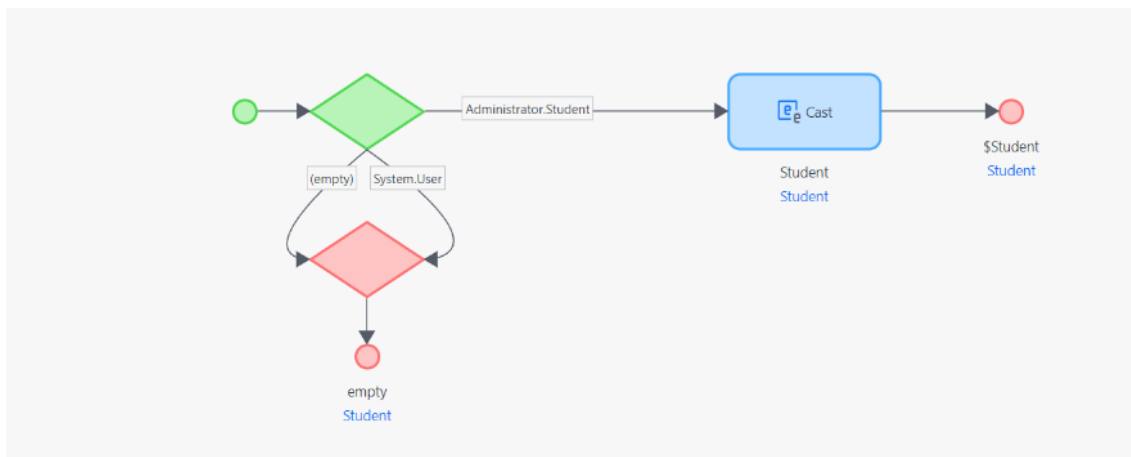 Administrator.Student
Cast
$Student
Student
Student
Student
(empty)
System.User
empty
Student